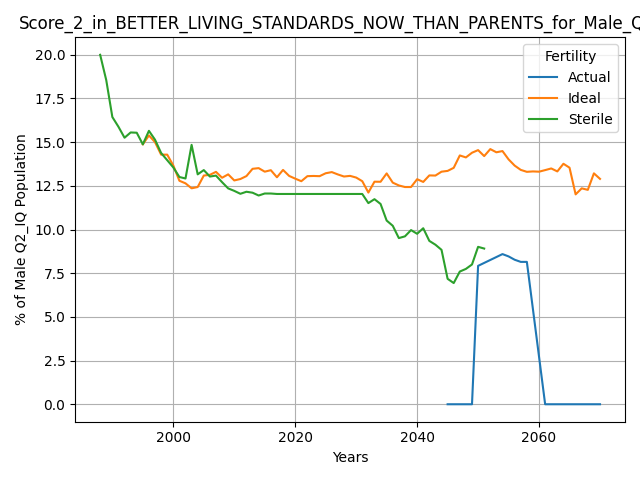 Score_2_in_BETTER_LIVING_STANDARDS_NOW_THAN_PARENTS_for_Male_Q
Fertility
Actual
Ideal
Sterile
% of Male Q2_IQ Population
20.0
17.5
15.0
12.5
10.0
7.5
5.0
2.5
0.0
2000 2020 2040 2060
Years